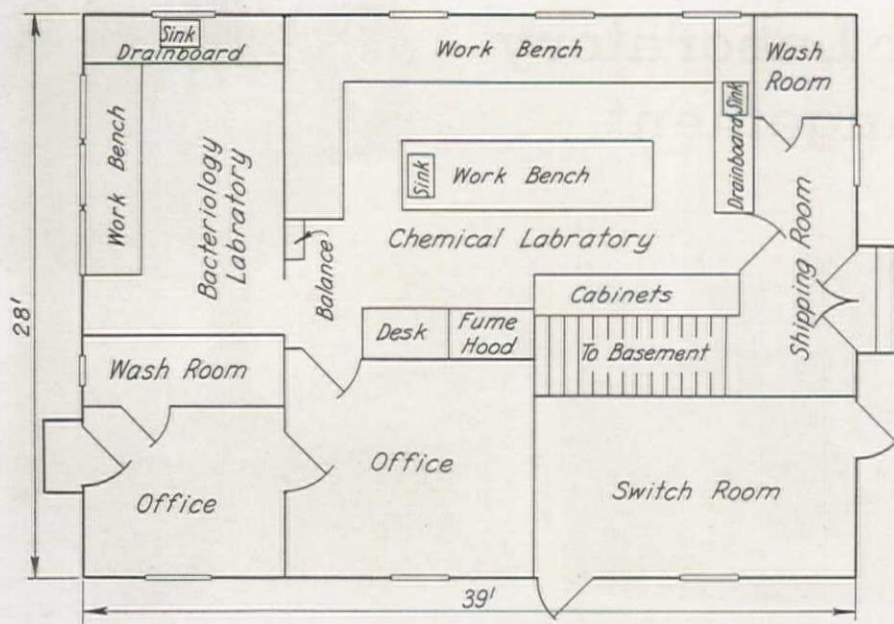 Sink
Drainboard
Work Bench
Wash
Room
Work Bench
Bacteriology
Labratory
Sink
Work Bench
Sink
Drainboard
Chemical Labratory
Balance
Shipping Room
Cabinets
Desk
Fume
Hood
To Basement
Wash Room
Office
Office
Switch Room
28'
39'